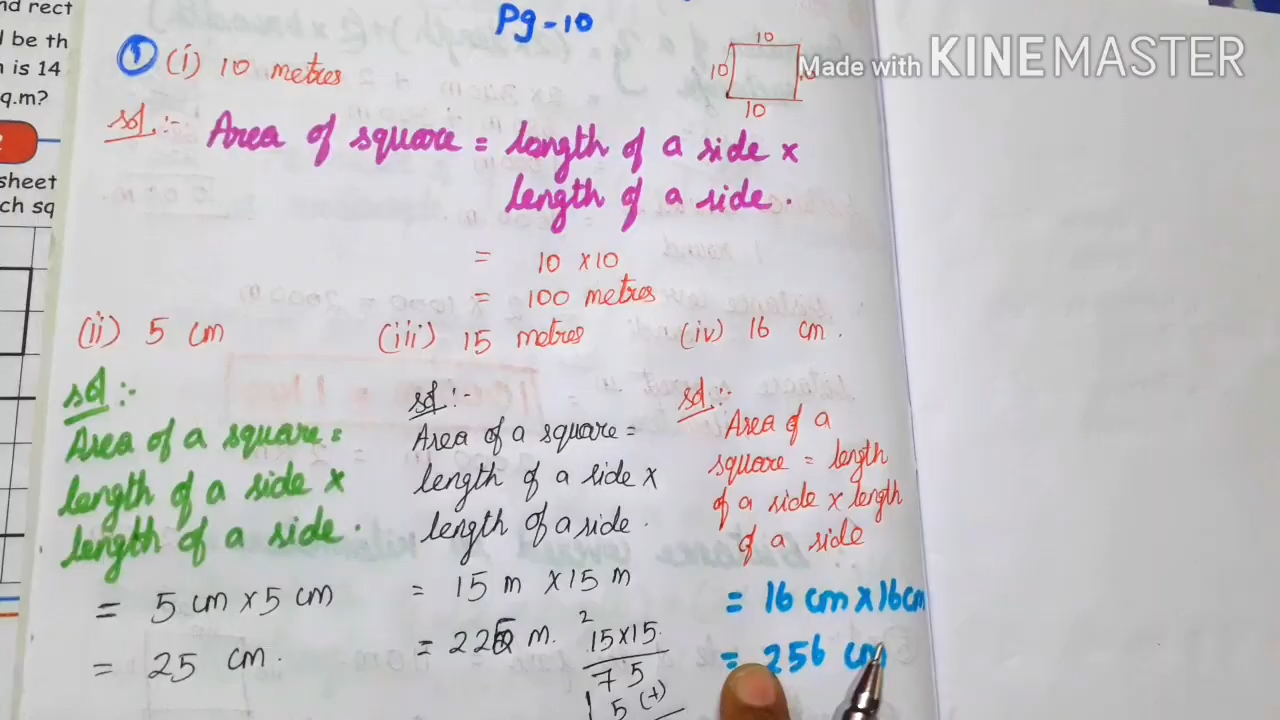 nd rect
l be th
n is 14
q.m?
sheet
ch sq
Pg-10
Made with KINEMASTER
① (i) 10 metres
10
10
10
sol:-
Area of square = length of a side x
length of a side.
= 10 x10
= 100 metres
(ii) 5 cm (iii) 15 metres (iv) 16 cm.
sol:-
Area of a square =
length of a side x
length of a side.
= 5 cm x 5 cm
= 25 cm.
sol:-
Area of a square =
length of a side x
length of a side.
= 15 m x 15 m
= 225 m.
2
15x15
75
5 (+)
sol:-
Area of a
square = length
of a side x length
of a side
= 16 cm x 16 cm
= 256 cm